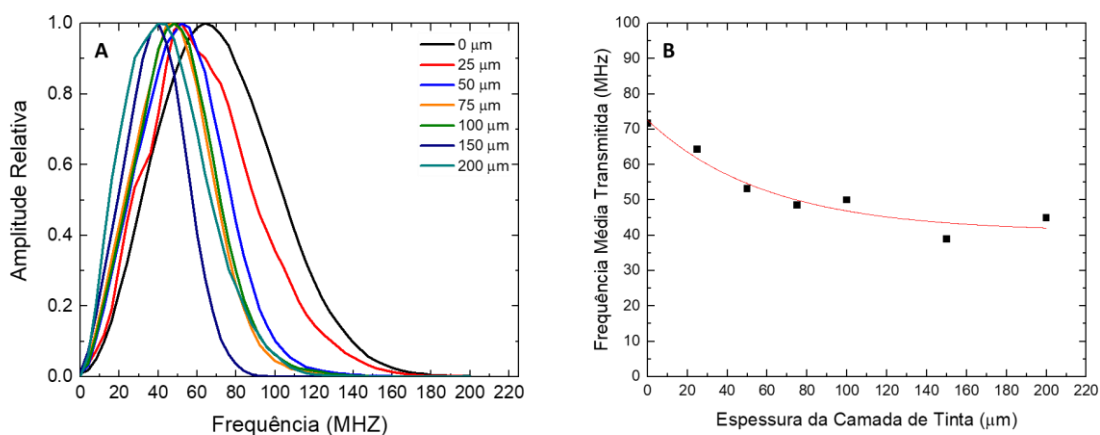 A
0 μm
25 μm
50 μm
75 μm
100 μm
150 μm
200 μm
1.0
0.8
0.6
0.4
0.2
0.0
Amplitude Relativa
0 20 40 60 80 100 120 140 160 180 200 220
Frequência (MHZ)
B
100
90
80
70
60
50
40
30
20
10
0
Frequência Média Transmitida (MHz)
0 20 40 60 80 100 120 140 160 180 200 220
Espessura da Camada de Tinta (μm)